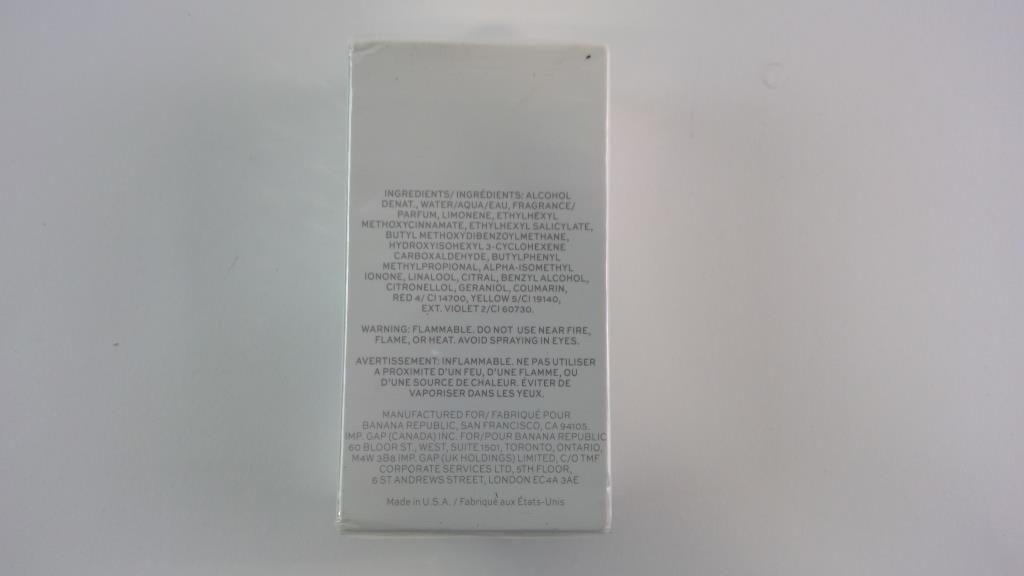 INGREDIENTS/ INGRÉDIENTS: ALCOHOL
DENAT., WATER/AQUA/EAU, FRAGRANCE/
PARFUM, LIMONENE, ETHYLHEXYL
METHOXYCINNAMATE, ETHYLHEXYL SALICYLATE,
BUTYL METHOXYDIBENZOYLMETHANE,
HYDROXYISOHEXYL 3-CYCLOHEXENE
CARBOXALDEHYDE, BUTYLPHENYL
METHYLPROPIONAL, ALPHA-ISOMETHYL
IONONE, LINALOOL, CITRAL, BENZYL ALCOHOL,
CITRONELLOL, GERANIOL, COUMARIN,
RED 4/ CI 14700, YELLOW 5/CI 19140,
EXT. VIOLET 2/CI 60730.
WARNING: FLAMMABLE. DO NOT USE NEAR FIRE,
FLAME, OR HEAT. AVOID SPRAYING IN EYES.
AVERTISSEMENT: INFLAMMABLE. NE PAS UTILISER
A PROXIMITE D'UN FEU, D'UNE FLAMME, OU
D'UNE SOURCE DE CHALEUR. ÉVITER DE
VAPORISER DANS LES YEUX.
MANUFACTURED FOR/ FABRIQUÉ POUR
BANANA REPUBLIC, SAN FRANCISCO, CA 94105.
IMP. GAP (CANADA) INC. FOR/POUR BANANA REPUBLIC
60 BLOOR ST., WEST, SUITE 1501, TORONTO, ONTARIO,
M4W 3B8 IMP. GAP (UK HOLDINGS) LIMITED, C/O TMF
CORPORATE SERVICES LTD, 5TH FLOOR,
6 ST ANDREWS STREET, LONDON EC4A 3AE
Made in U.S.A. / Fabriqué aux États-Unis